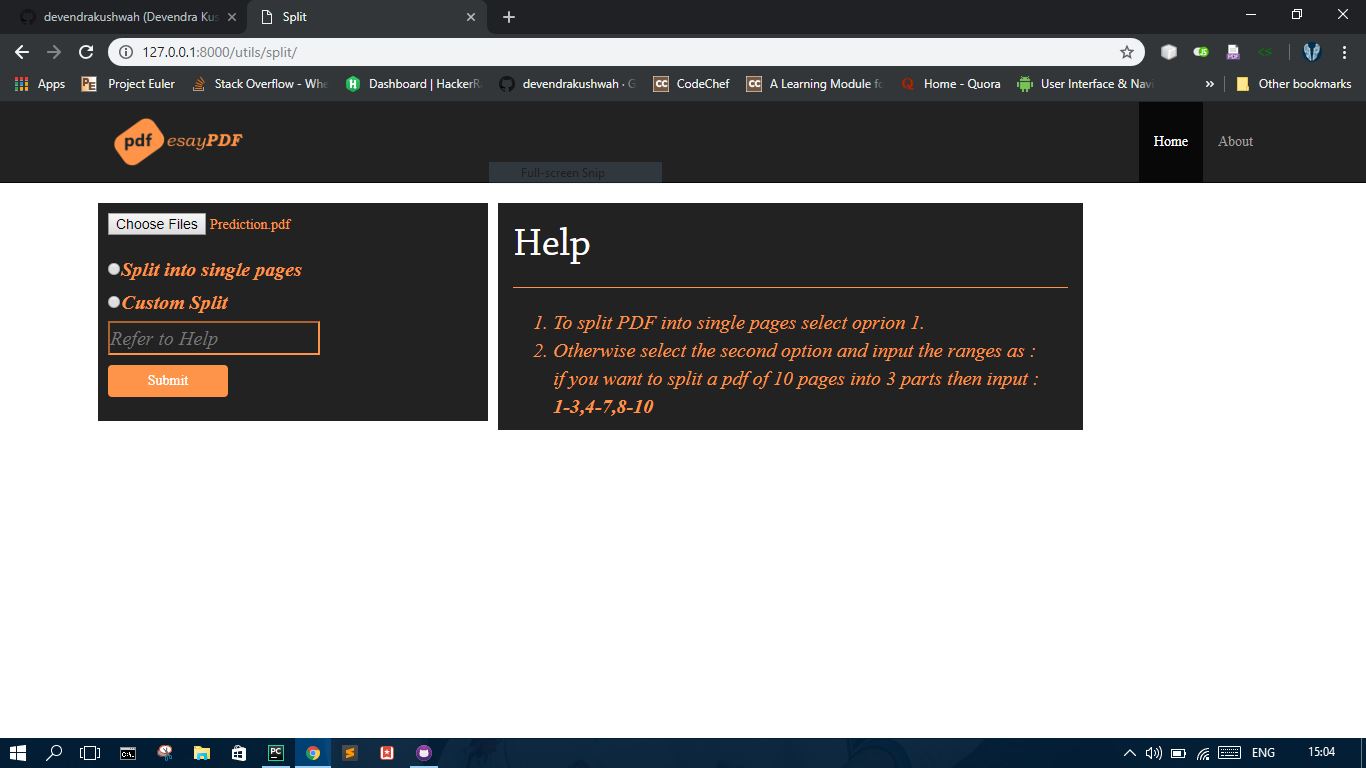 devendrakushwah (Devendra Kus
Split
127.0.0.1:8000/utils/split/
Apps
Project Euler
Stack Overflow - Whe
Dashboard | HackerR
devendrakushwah · G
CodeChef
A Learning Module fo
Home - Quora
User Interface & Navi
Other bookmarks
pdf esayPDF
Home
About
Full-screen Snip
Choose Files Prediction.pdf
Split into single pages
Custom Split
Refer to Help
Submit
Help
1. To split PDF into single pages select oprion 1.
2. Otherwise select the second option and input the ranges as :
if you want to split a pdf of 10 pages into 3 parts then input :
1-3,4-7,8-10
ENG
15:04